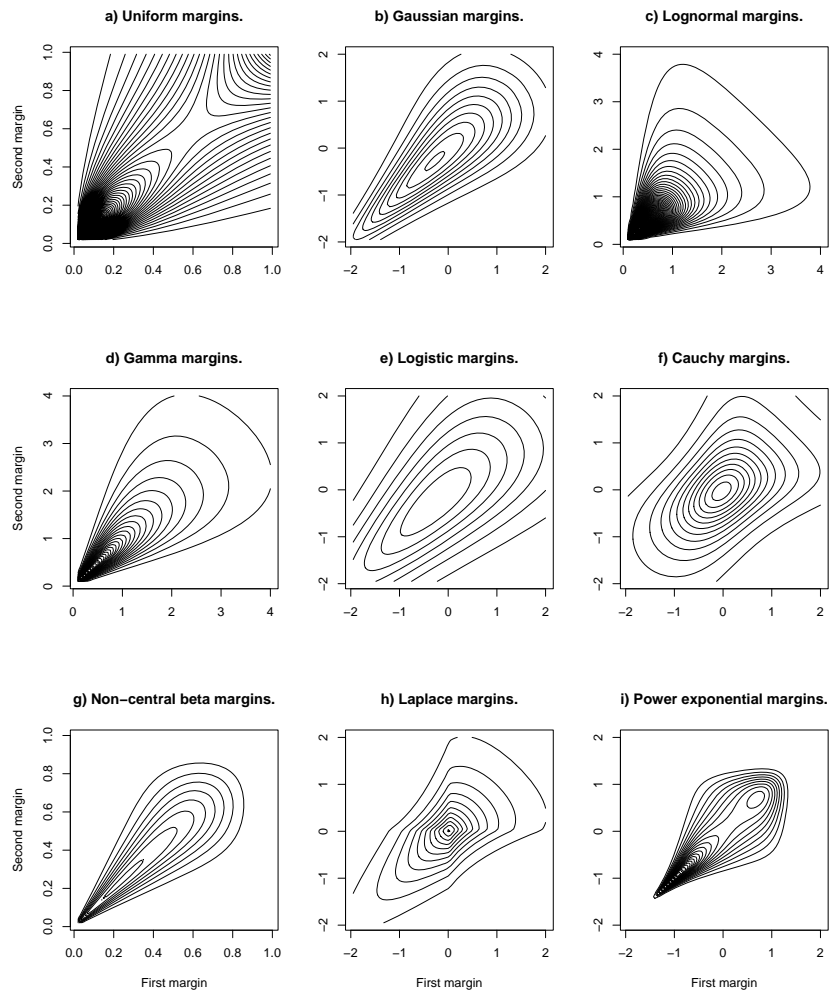 a) Uniform margins.
b) Gaussian margins.
c) Lognormal margins.
Second margin
0.0 0.2 0.4 0.6 0.8 1.0
0.0 0.2 0.4 0.6 0.8 1.0
−2 −1 0 1 2
−2 −1 0 1 2
0 1 2 3 4
0 1 2 3 4
d) Gamma margins.
e) Logistic margins.
f) Cauchy margins.
Second margin
0 1 2 3 4
0 1 2 3 4
−2 −1 0 1 2
−2 −1 0 1 2
−2 −1 0 1 2
−2 −1 0 1 2
g) Non−central beta margins.
h) Laplace margins.
i) Power exponential margins.
Second margin
0.0 0.2 0.4 0.6 0.8 1.0
0.0 0.2 0.4 0.6 0.8 1.0
−2 −1 0 1 2
−2 −1 0 1 2
−2 −1 0 1 2
−2 −1 0 1 2
First margin
First margin
First margin